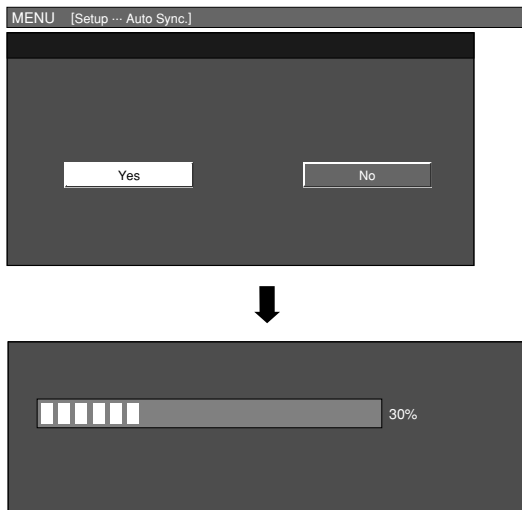 MENU [Setup ··· Auto Sync.]
Yes No
30%